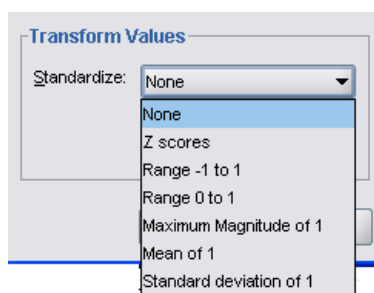 Transform Values
Standardize: None
None
Z scores
Range -1 to 1
Range 0 to 1
Maximum Magnitude of 1
Mean of 1
Standard deviation of 1